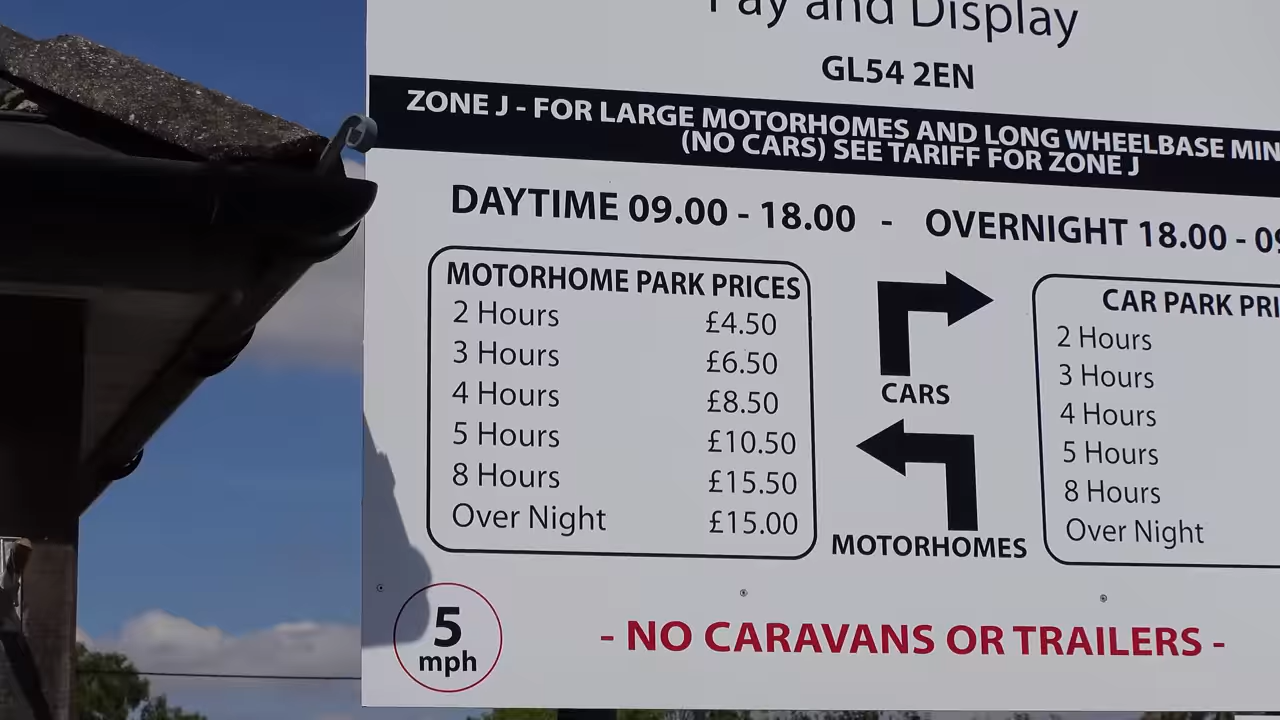 Pay and Display
GL54 2EN
ZONE J - FOR LARGE MOTORHOMES AND LONG WHEELBASE
(NO CARS) SEE TARIFF FOR ZONE J
DAYTIME 09.00 - 18.00 - OVERNIGHT 18.00 -
MOTORHOME PARK PRICES
2 Hours £4.50
3 Hours £6.50
4 Hours £8.50
5 Hours £10.50
8 Hours £15.50
Over Night £15.00
CARS
MOTORHOMES
CAR PARK
2 Hours
3 Hours
4 Hours
5 Hours
8 Hours
Over Night
5
mph
- NO CARAVANS OR TRAILERS -